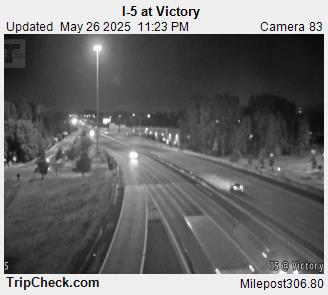 I-5 at Victory
Updated May 26 2025 11:23 PM Camera 83
S I5 @ Victory
TripCheck.com Milepost306.80